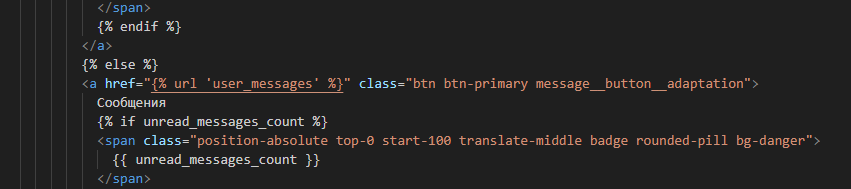 </span>
{% endif %}
</a>
{% else %}
<a href="{% url 'user_messages' %}" class="btn btn-primary message__button__adaptation">
Сообщения
{% if unread_messages_count %}
<span class="position-absolute top-0 start-100 translate-middle badge rounded-pill bg-danger">
{{ unread_messages_count }}
</span>